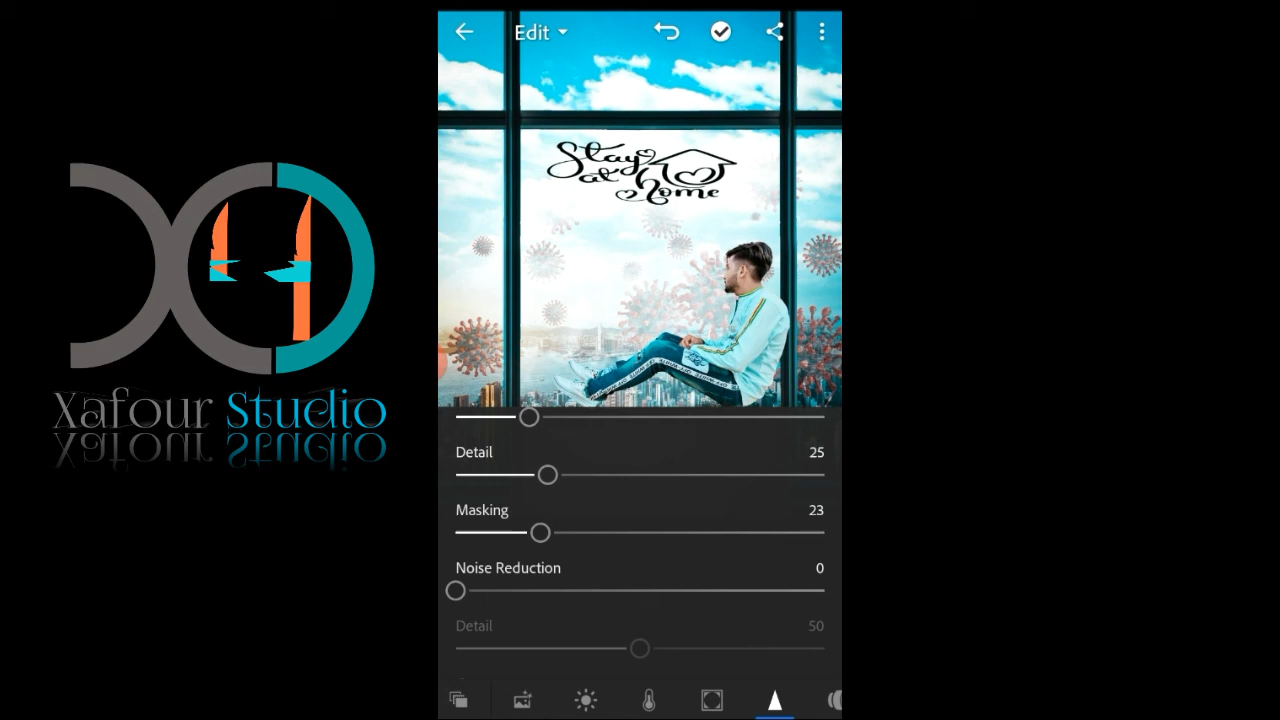 Edit
Stay
at home
Xafour Studio
Detail 25
Masking 23
Noise Reduction 0
Detail 50